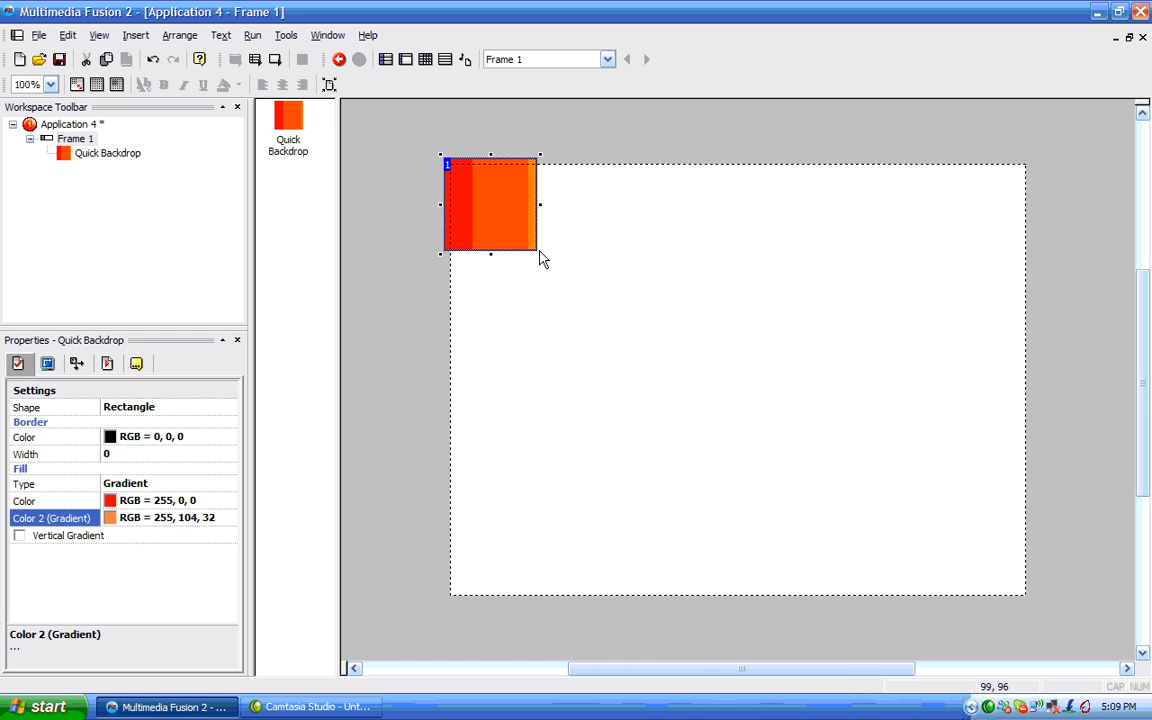 Multimedia Fusion 2 - [Application 4 - Frame 1]
File Edit View Insert Arrange Text Run Tools Window Help
Frame 1
100% B I U A
Workspace Toolbar
Application 4 *
Frame 1
Quick Backdrop
Quick
Backdrop
1
Properties - Quick Backdrop
Settings
Shape Rectangle
Border
Color RGB = 0, 0, 0
Width 0
Fill
Type Gradient
Color RGB = 255, 0, 0
Color 2 (Gradient) RGB = 255, 104, 32
Vertical Gradient
Color 2 (Gradient)
...
99, 96 CAP NUM
start Multimedia Fusion 2 - ... Camtasia Studio - Unt... 5:09 PM